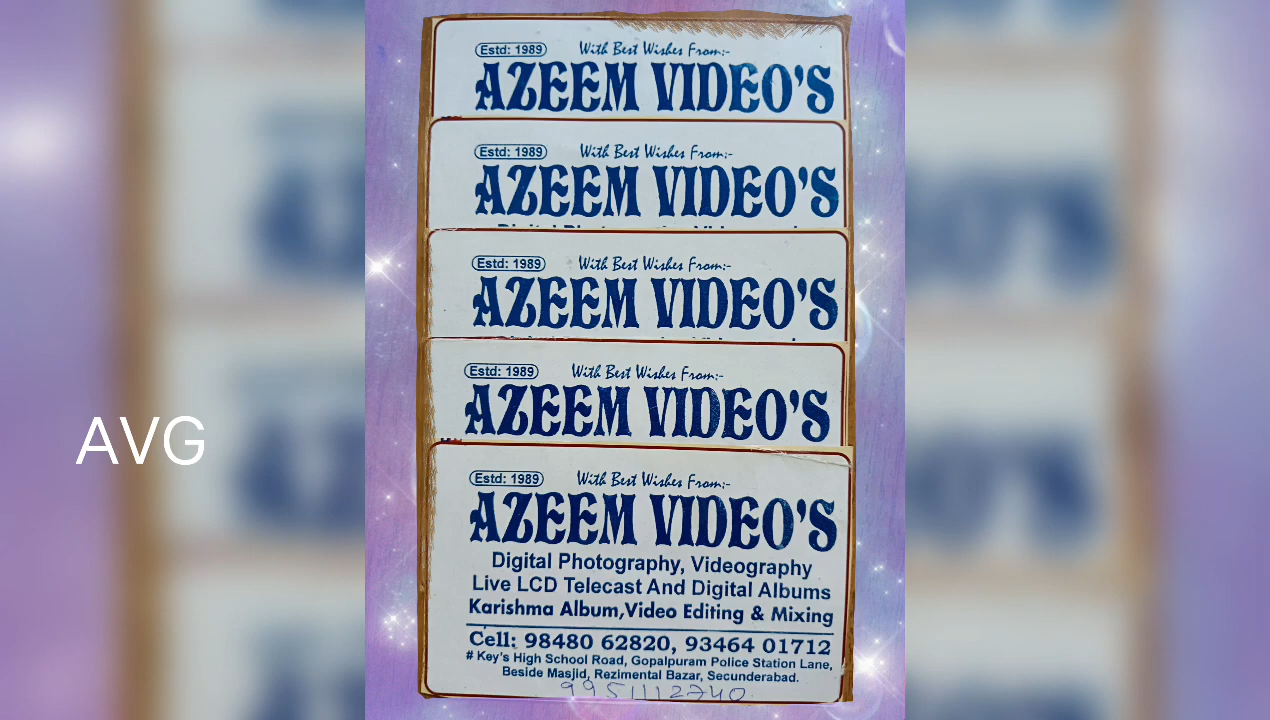 Estd: 1989 With Best Wishes From:-
AZEEM VIDEO'S
Estd: 1989 With Best Wishes From:-
AZEEM VIDEO'S
Estd: 1989 With Best Wishes From:-
AZEEM VIDEO'S
Estd: 1989 With Best Wishes From:-
AZEEM VIDEO'S
AVG
Estd: 1989 With Best Wishes From:-
AZEEM VIDEO'S
Digital Photography, Videography
Live LCD Telecast And Digital Albums
Karishma Album,Video Editing & Mixing
Cell: 98480 62820, 93464 01712
# Key's High School Road, Gopalpuram Police Station Lane,
Beside Masjid, Rezimental Bazar, Secunderabad.
9951112740